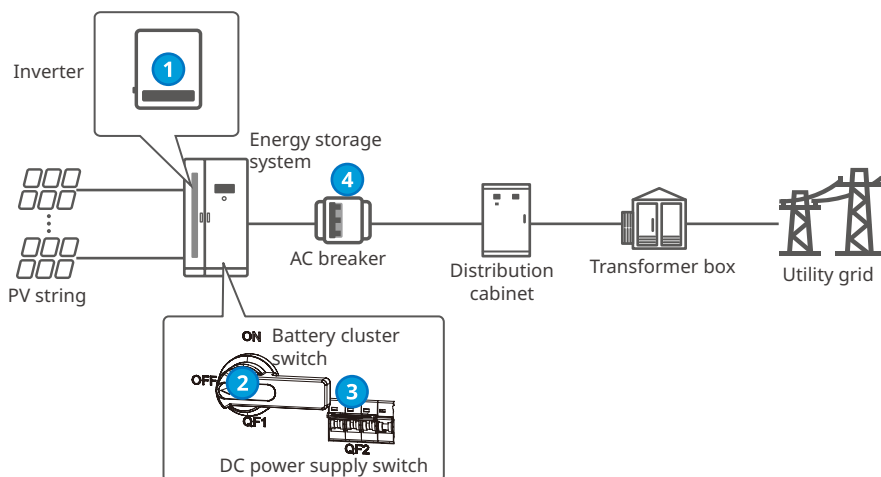 Inverter
1
Energy storage
system
4
PV string
AC breaker
Distribution
cabinet
Transformer box
Utility grid
ON
Battery cluster
switch
OFF
2
3
QF1
QF2
DC power supply switch